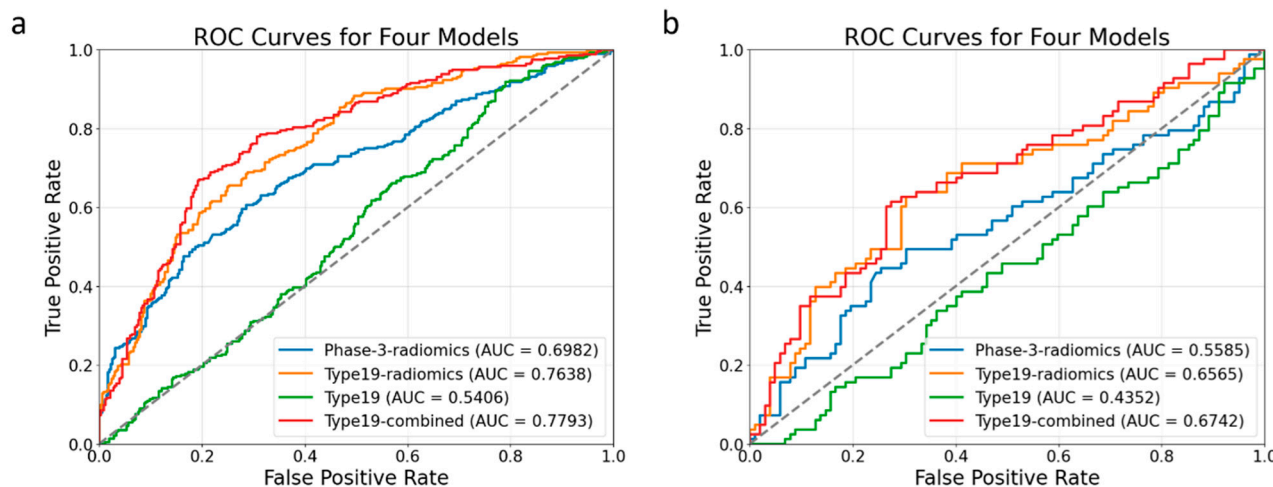 a
ROC Curves for Four Models
1.0
0.8
0.6
0.4
0.2
0.0
True Positive Rate
Phase-3-radiomics (AUC = 0.6982)
Type19-radiomics (AUC = 0.7638)
Type19 (AUC = 0.5406)
Type19-combined (AUC = 0.7793)
0.0 0.2 0.4 0.6 0.8 1.0
False Positive Rate
b
ROC Curves for Four Models
1.0
0.8
0.6
0.4
0.2
0.0
True Positive Rate
Phase-3-radiomics (AUC = 0.5585)
Type19-radiomics (AUC = 0.6565)
Type19 (AUC = 0.4352)
Type19-combined (AUC = 0.6742)
0.0 0.2 0.4 0.6 0.8 1.0
False Positive Rate